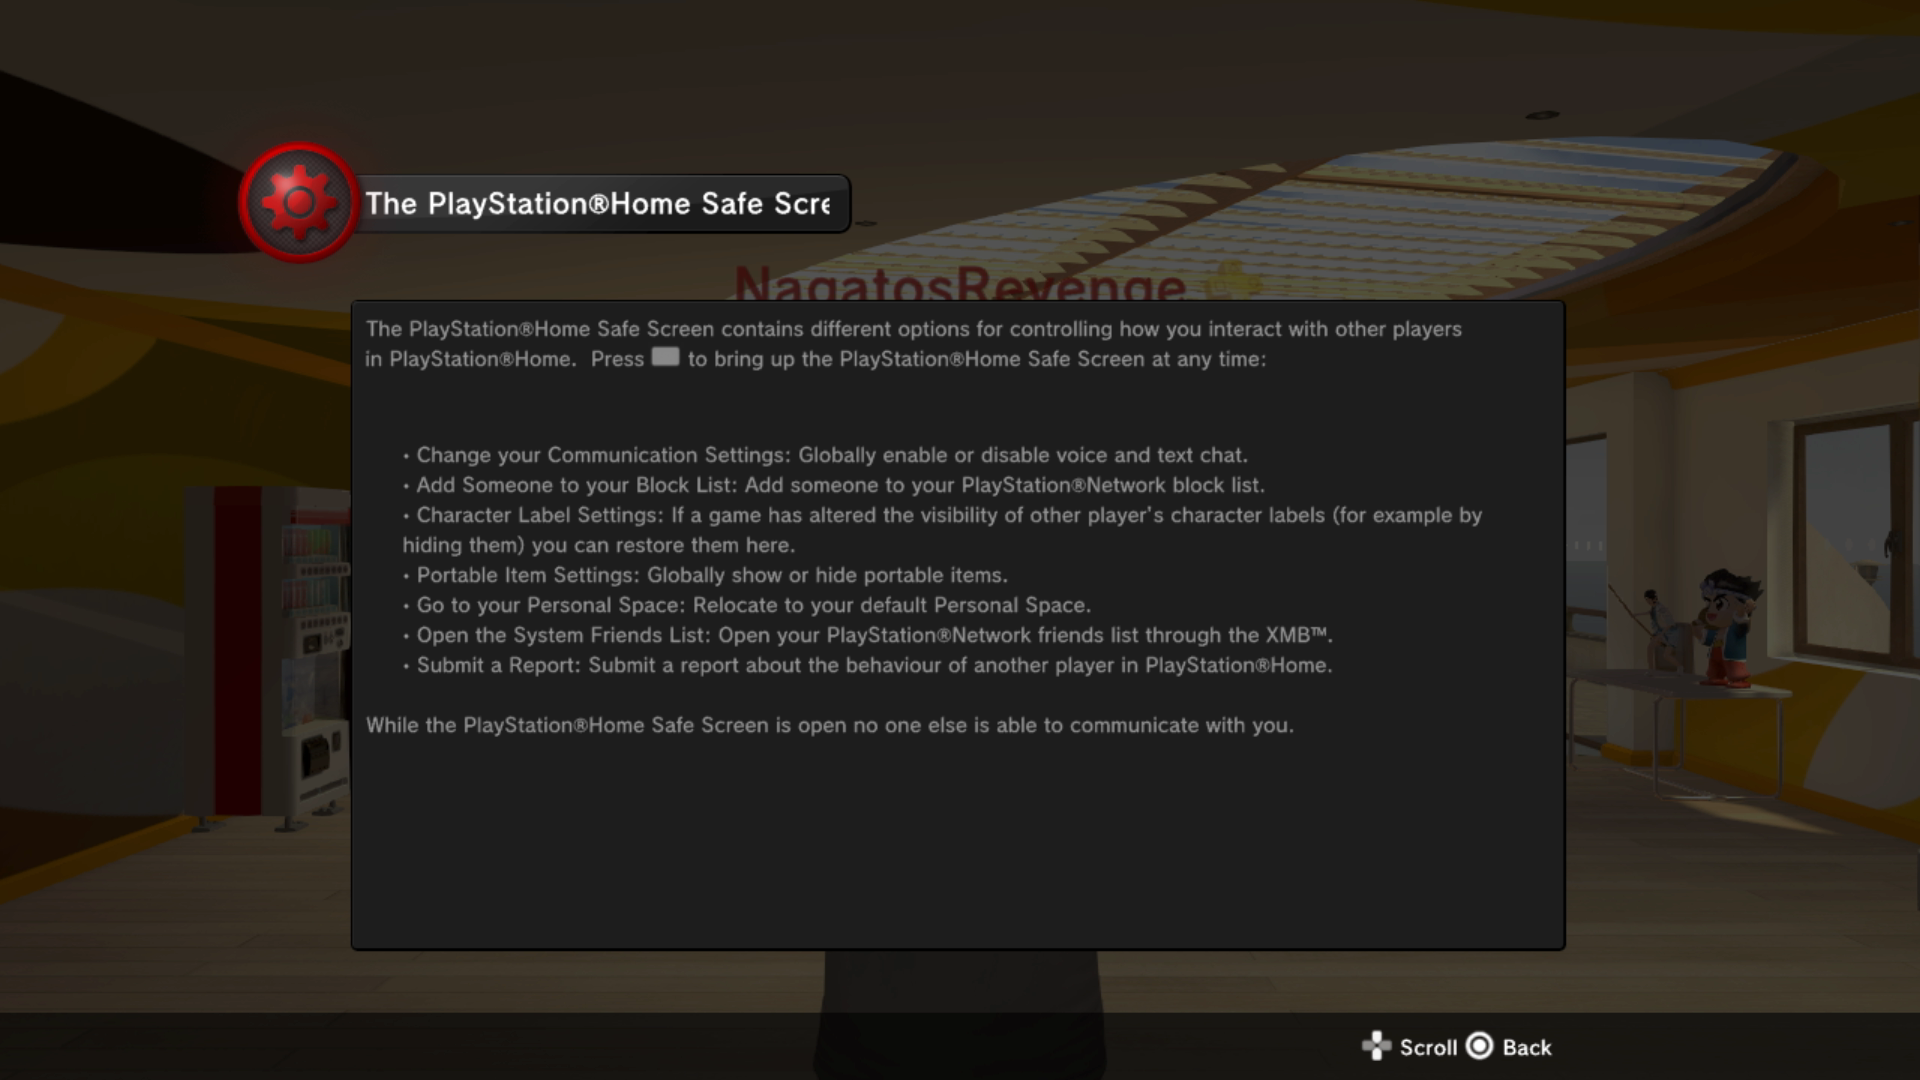 The PlayStation®Home Safe Scre
NagatosRevenge
The PlayStation®Home Safe Screen contains different options for controlling how you interact with other players
in PlayStation®Home. Press to bring up the PlayStation®Home Safe Screen at any time:
• Change your Communication Settings: Globally enable or disable voice and text chat.
• Add Someone to your Block List: Add someone to your PlayStation®Network block list.
• Character Label Settings: If a game has altered the visibility of other player's character labels (for example by
hiding them) you can restore them here.
• Portable Item Settings: Globally show or hide portable items.
• Go to your Personal Space: Relocate to your default Personal Space.
• Open the System Friends List: Open your PlayStation®Network friends list through the XMB™.
• Submit a Report: Submit a report about the behaviour of another player in PlayStation®Home.
While the PlayStation®Home Safe Screen is open no one else is able to communicate with you.
Scroll Back